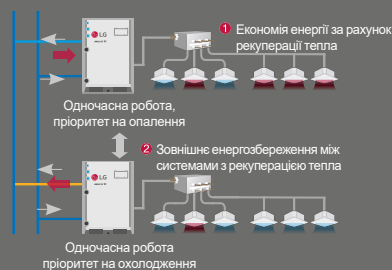 LG
1 Економія енергії за рахунок
рекуперації тепла
Одночасна робота,
пріоритет на опалення
2 Зовнішнє енергозбереження між
системами з рекуперацією тепла
LG
Одночасна робота
пріоритет на охолодження